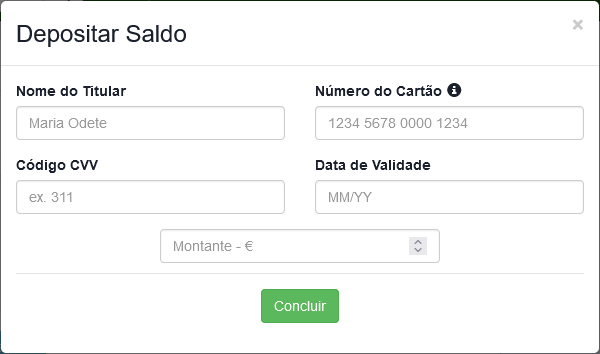 Depositar Saldo
×
Nome do Titular
Número do Cartão
Maria Odete
1234 5678 0000 1234
Código CVV
Data de Validade
ex. 311
MM/YY
Montante - €
Concluir